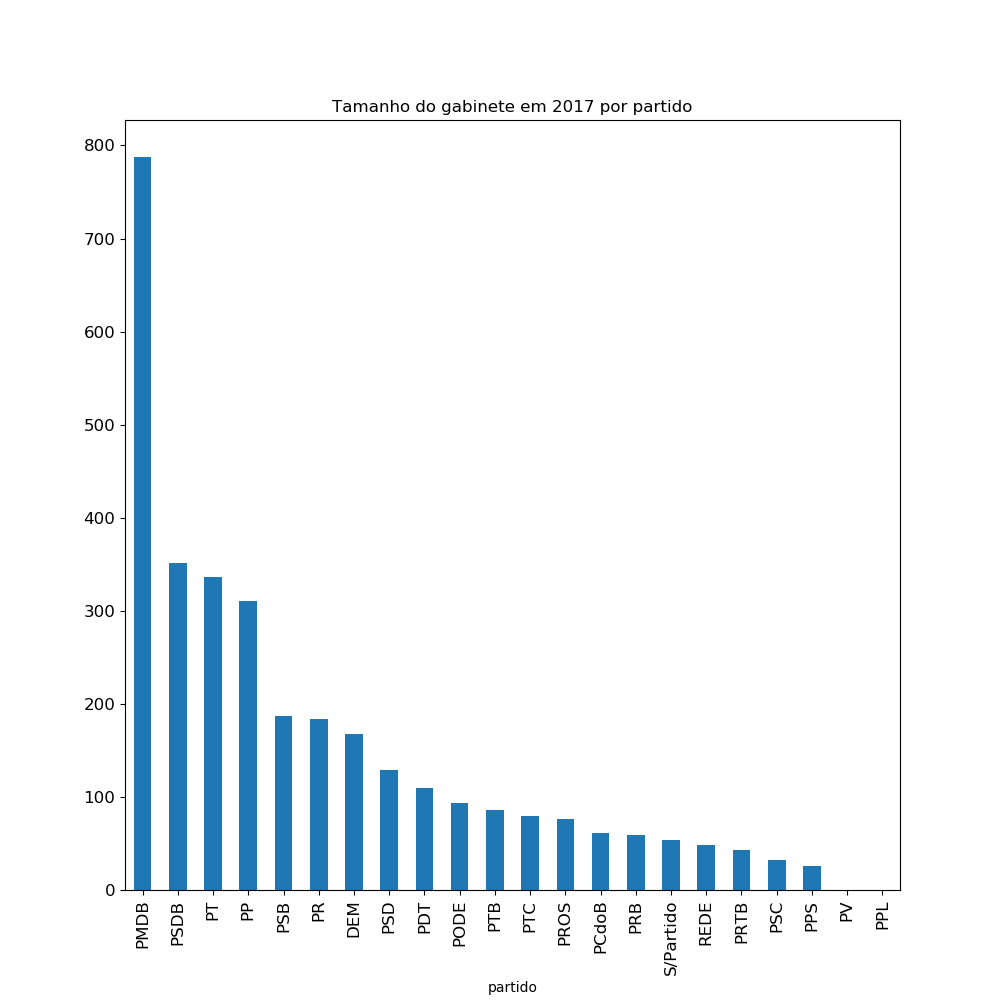 Tamanho do gabinete em 2017 por partido
800
700
600
500
400
300
200
100
0
PMDB
PSDB
PT
PP
PSB
PR
DEM
PSD
PDT
PODE
PTB
PTC
PROS
PCdoB
PRB
S/Partido
REDE
PRTB
PSC
PPS
PV
PPL
partido